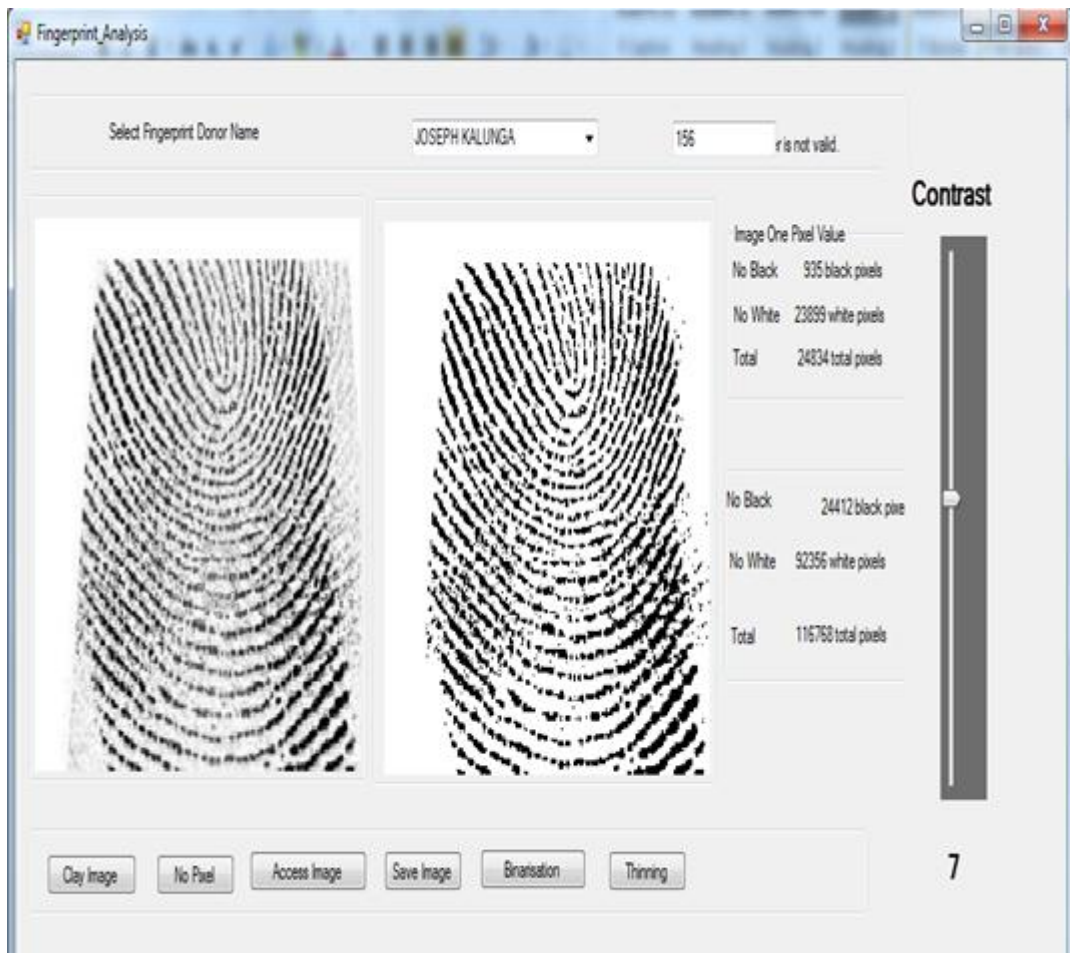 Fingerprint_Analysis
Select Fingerprint Donor Name JOSEPH KALUNGA 156 r is not valid.
Contrast
Image One Pixel Value
No Black 935 black pixels
No White 23899 white pixels
Total 24834 total pixels
No Black 24412 black pixe
No White 92356 white pixels
Total 116768 total pixels
Clay Image No Pixel Access Image Save Image Binarisation Thinning
7